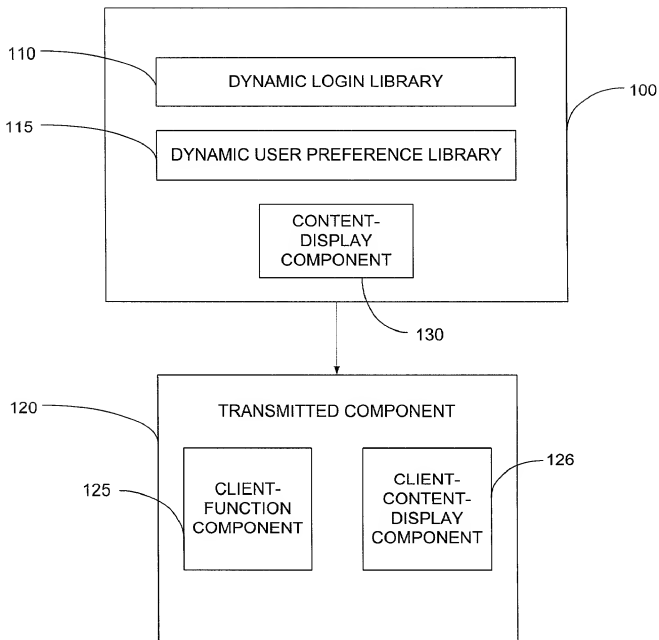 110
DYNAMIC LOGIN LIBRARY
100
115
DYNAMIC USER PREFERENCE LIBRARY
CONTENT-
DISPLAY
COMPONENT
130
120
TRANSMITTED COMPONENT
125
CLIENT-
FUNCTION
COMPONENT
CLIENT-
CONTENT-
DISPLAY
COMPONENT
126